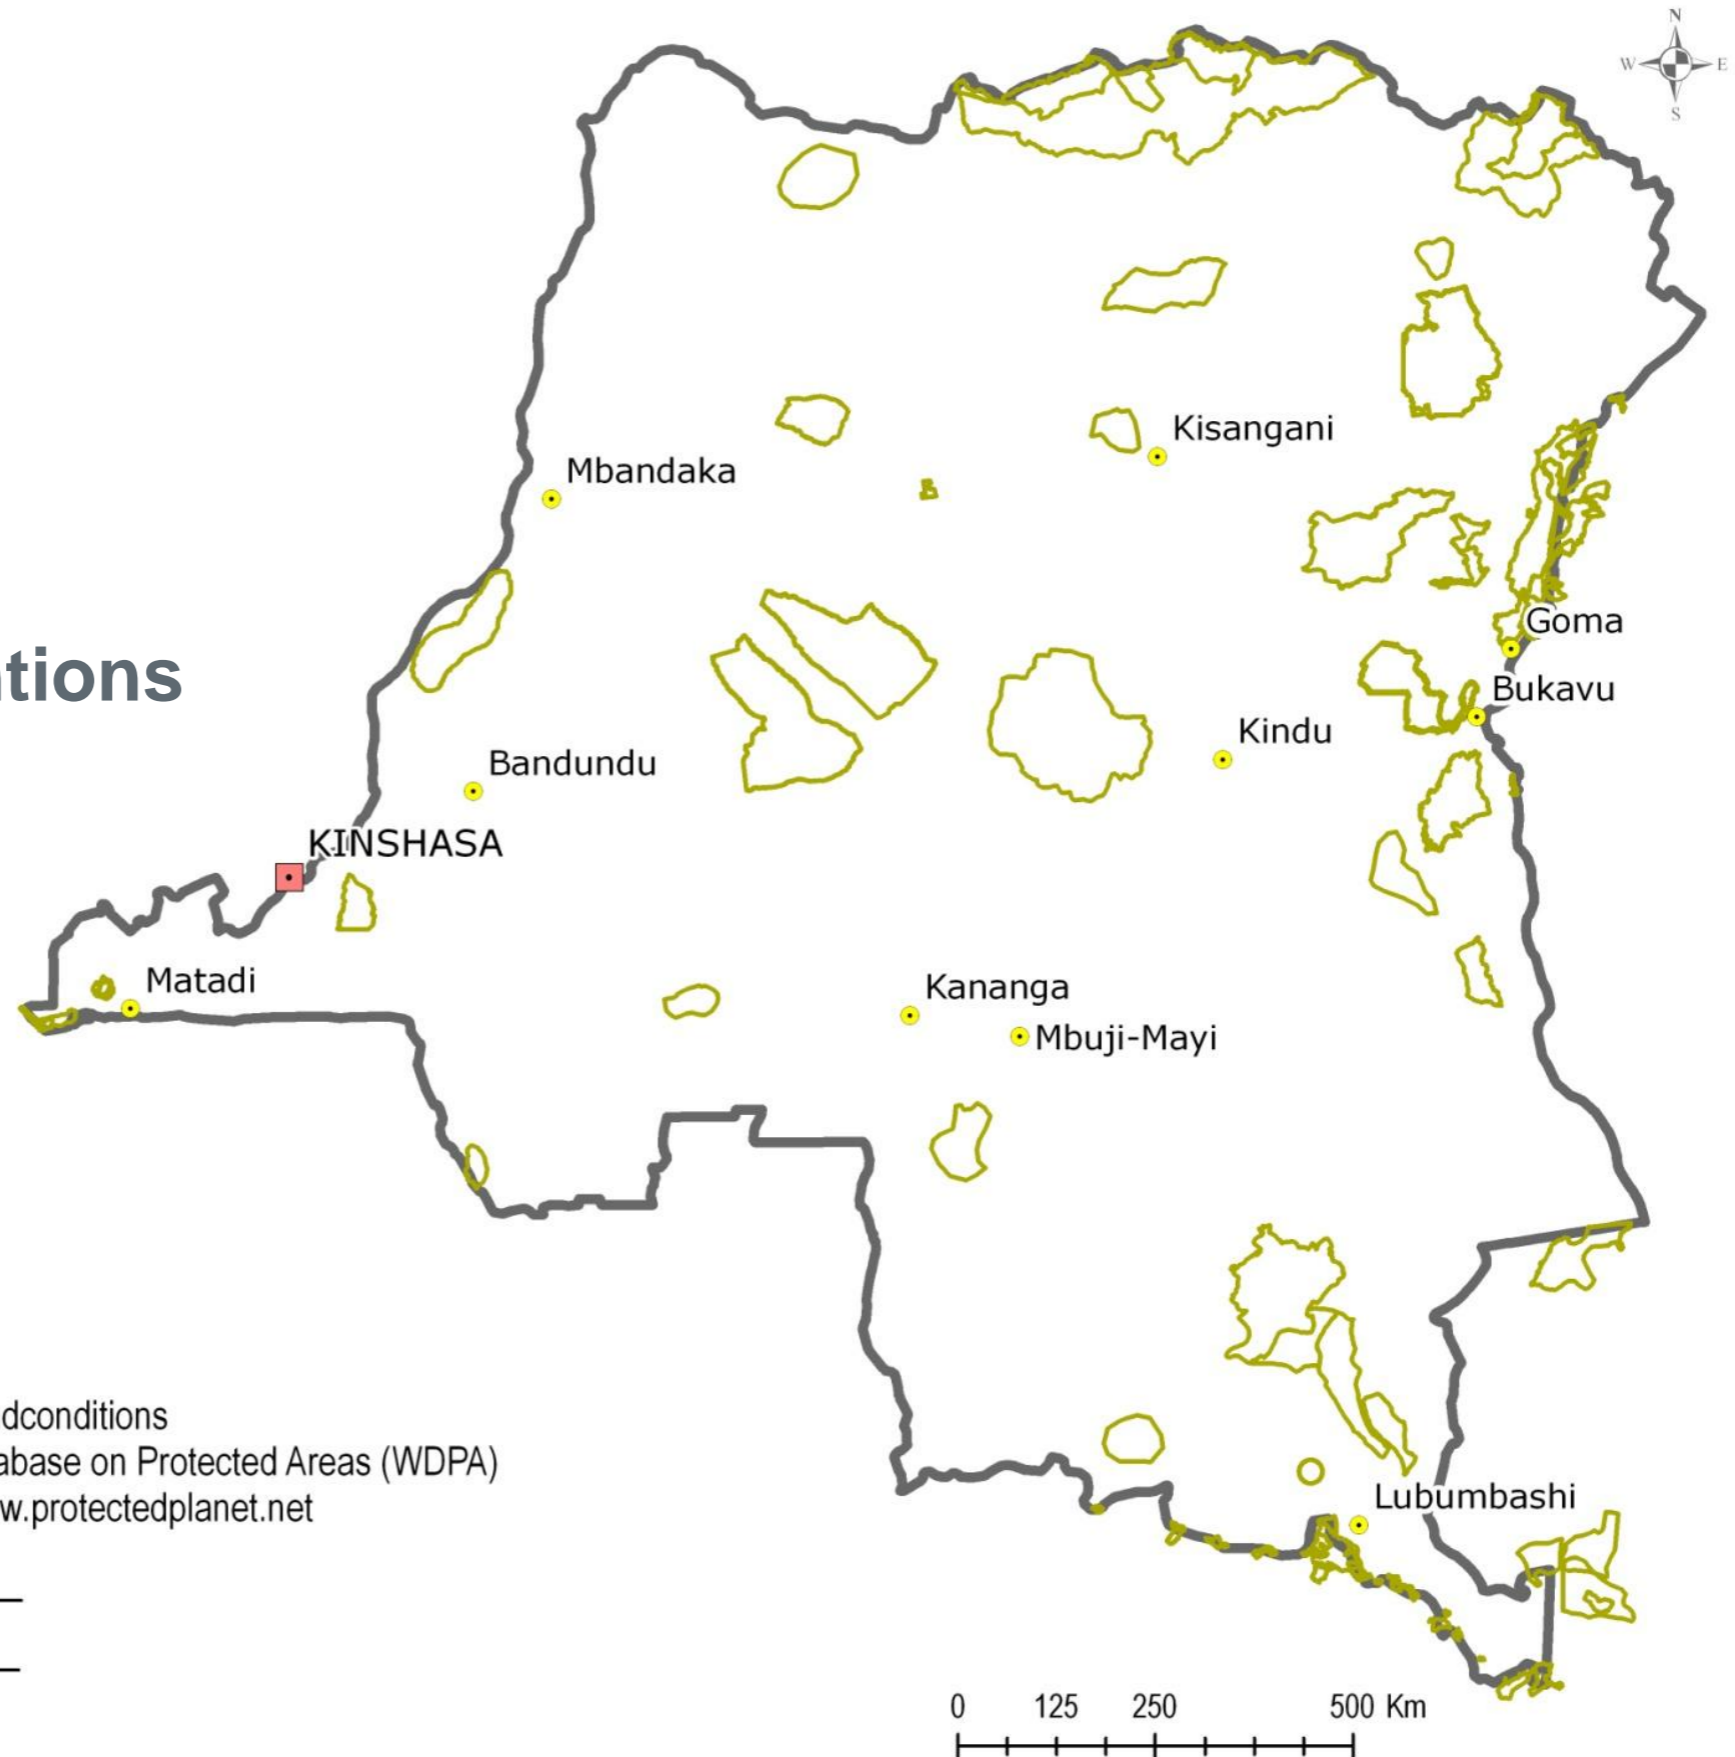 N
W E
S
Kisangani
Mbandaka
Goma
tions
Bukavu
Kindu
Bandundu
KINSHASA
Matadi
Kananga
Mbuji-Mayi
dconditions
abase on Protected Areas (WDPA)
w.protectedplanet.net
Lubumbashi
0 125 250 500 Km